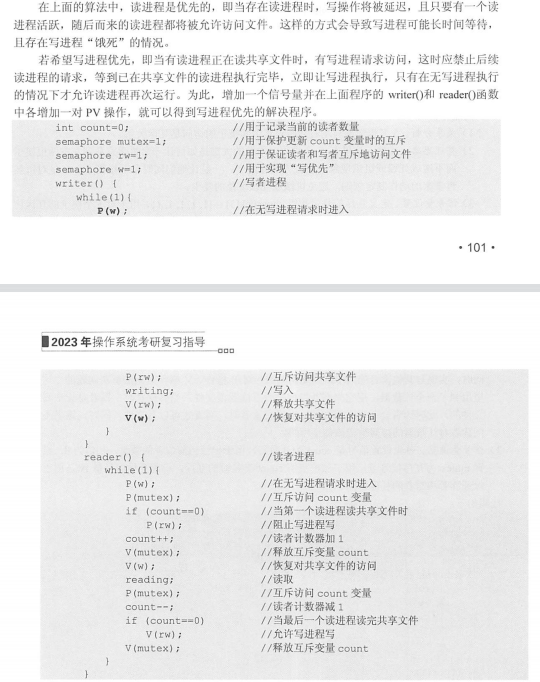 在上面的算法中，读进程是优先的，即当存在读进程时，写操作将被延迟，且只要有一个读
进程活跃，随后而来的读进程都将被允许访问文件。这样的方式会导致写进程可能长时间等待，
且存在写进程“饿死”的情况。
若希望写进程优先，即当有读进程正在读共享文件时，有写进程请求访问，这时应禁止后续
读进程的请求，等到已在共享文件的读进程执行完毕，立即让写进程执行，只有在无写进程执行
的情况下才允许读进程再次运行。为此，增加一个信号量并在上面程序的 writer()和 reader()函数
中各增加一对 PV 操作，就可以得到写进程优先的解决程序。
int count=0; //用于记录当前的读者数量
semaphore mutex=1; //用于保护更新 count 变量时的互斥
semaphore rw=1; //用于保证读者和写者互斥地访问文件
semaphore w=1; //用于实现“写优先”
writer() { //写者进程
while(1){
P(w); //在无写进程请求时进入
• 101 •
2023 年操作系统考研复习指导
P(rw); //互斥访问共享文件
writing; //写入
V(rw); //释放共享文件
V(w); //恢复对共享文件的访问
}
}
reader() { //读者进程
while(1){
P(w); //在无写进程请求时进入
P(mutex); //互斥访问 count 变量
if (count==0) //当第一个读进程读共享文件时
P(rw); //阻止写进程写
count++; //读者计数器加 1
V(mutex); //释放互斥变量 count
V(w); //恢复对共享文件的访问
reading; //读取
P(mutex); //互斥访问 count 变量
count--; //读者计数器减 1
if (count==0) //当最后一个读进程读完共享文件
V(rw); //允许写进程写
V(mutex); //释放互斥变量 count
}
}